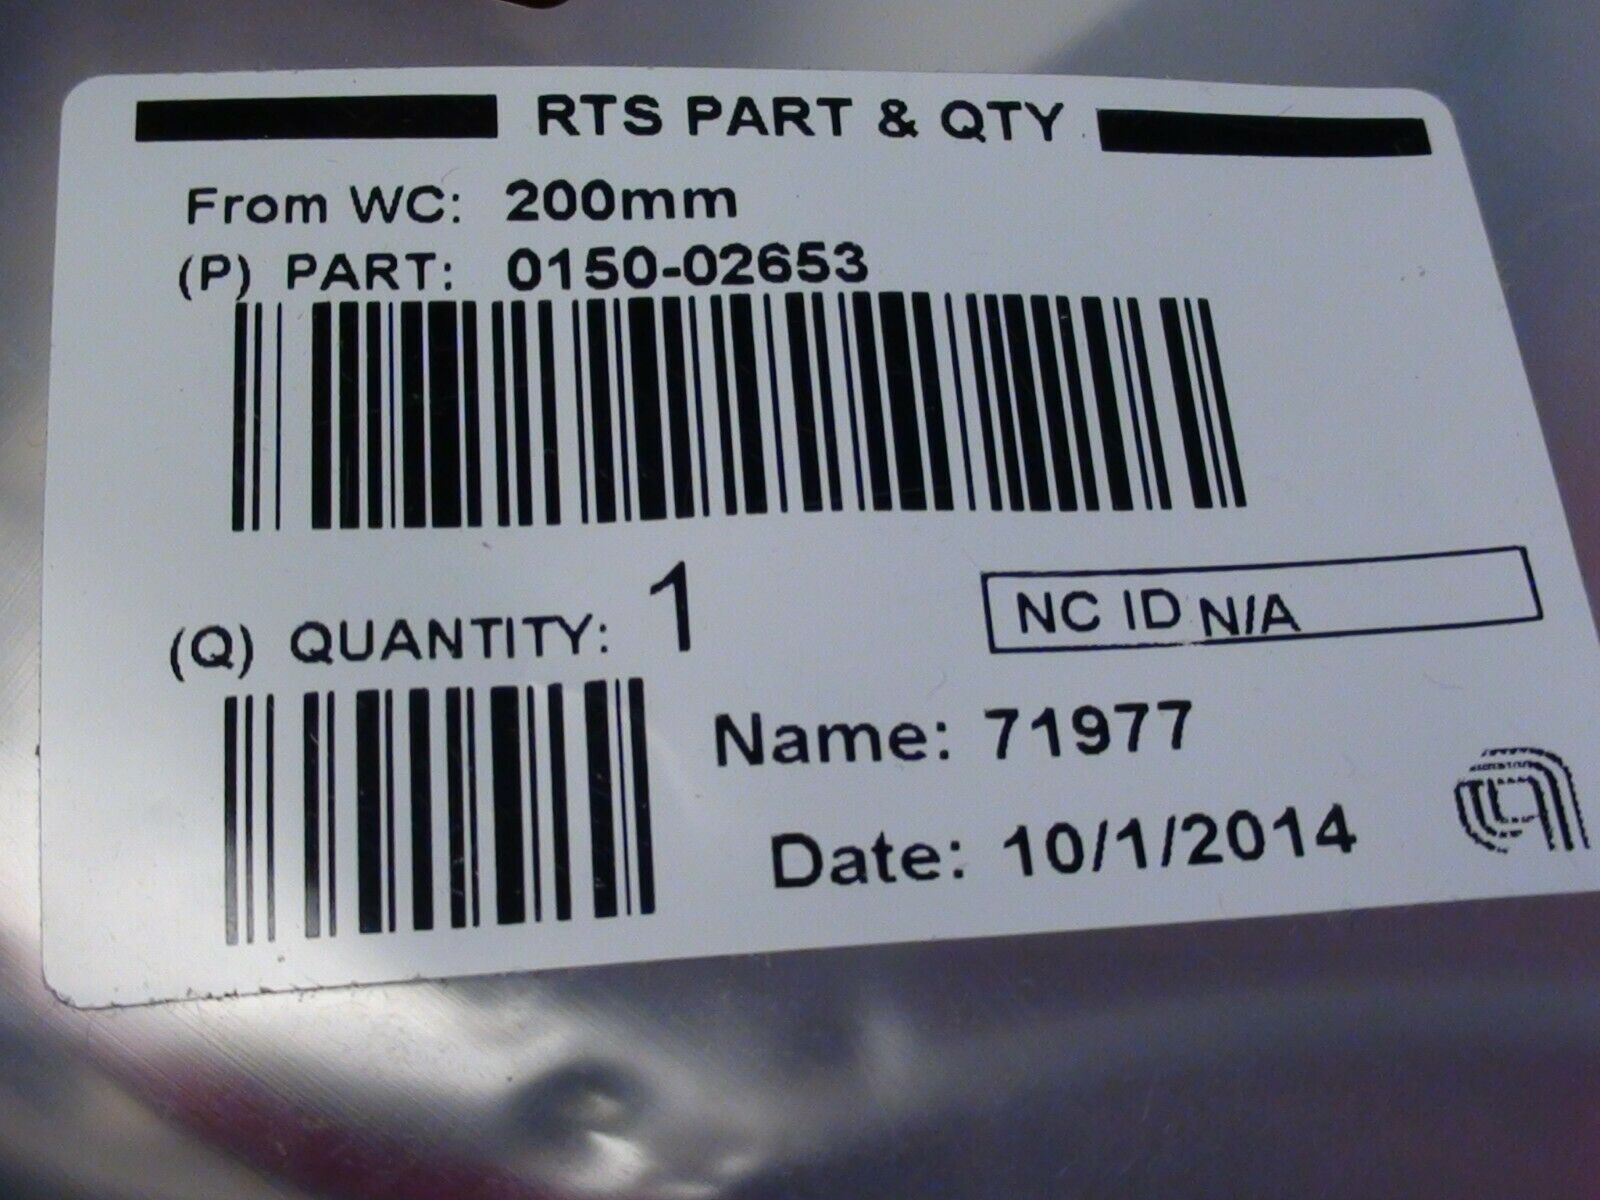 RTS PART & QTY
From WC: 200mm
(P) PART: 0150-02653
(Q) QUANTITY: 1
NC ID N/A
Name: 71977
Date: 10/1/2014